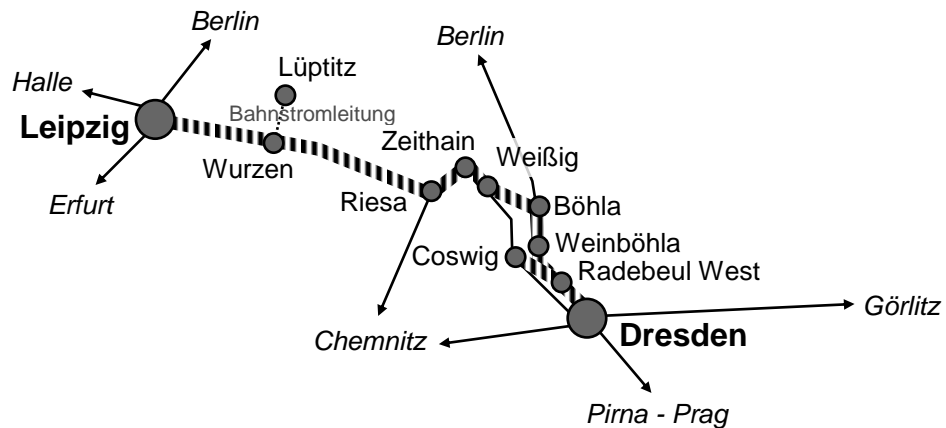 Berlin
Berlin
Halle
Lüptitz
Bahnstromleitung
Leipzig
Zeithain
Wurzen
Weißig
Erfurt
Riesa
Böhla
Weinböhla
Coswig
Radebeul West
Görlitz
Chemnitz
Dresden
Pirna - Prag